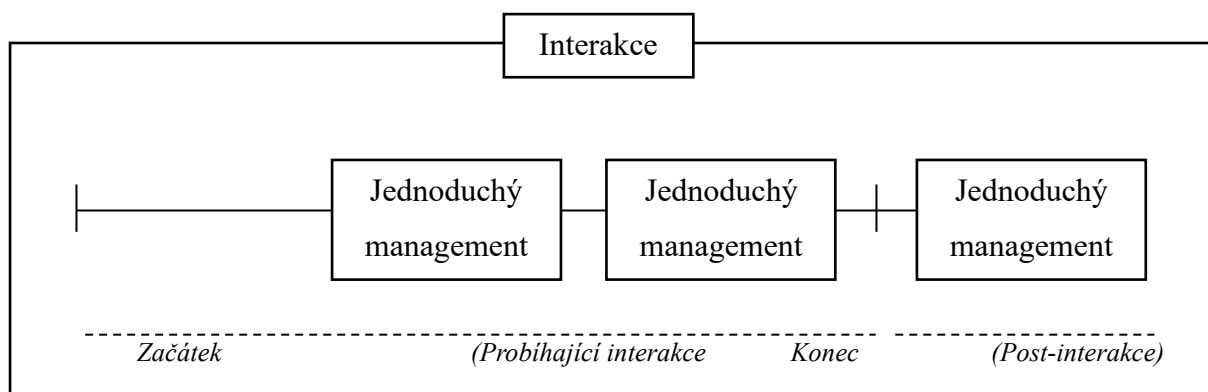 Interakce
Jednoduchý
management
Jednoduchý
management
Jednoduchý
management
Začátek (Probíhající interakce Konec (Post-interakce)